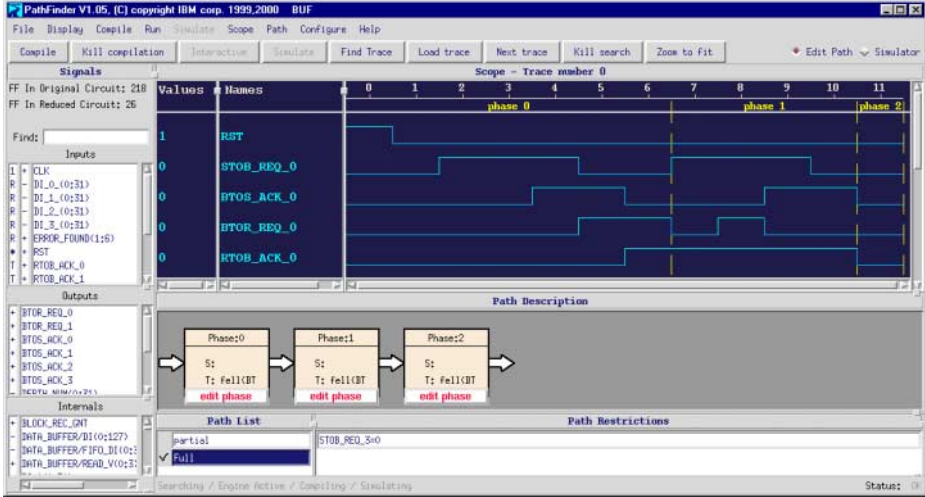 PathFinder V1.05, (C) copyright IBM corp. 1999,2000 BUF
File Display Compile Run Simulate Scope Path Configure Help
Compile Kill compilation Interactive Simulate Find Trace Load trace Next trace Kill search Zoom to fit Edit Path Simulator
Signals
FF In Original Circuit: 218
FF In Reduced Circuit: 26
Find:
Inputs
I + CLK
R - DI_0_(0:31)
R - DI_1_(0:31)
R - DI_2_(0:31)
R - DI_3_(0:31)
R + ERROR_FOUND(1:6)
+ RST
T + RTOB_ACK_0
T + RTOB_ACK_1
Outputs
+ BTOR_REQ_0
+ BTOR_REQ_1
+ BTOS_ACK_0
+ BTOS_ACK_1
+ BTOS_ACK_2
+ BTOS_ACK_3
Internals
+ BLOCK_REC_GNT
- DATA_BUFFER/DI(0:127)
- DATA_BUFFER/FIFO_DI(0:3
+ DATA_BUFFER/READ_V(0:3
Scope - Trace number 0
Values Names 0 1 2 3 4 5 6 7 8 9 10 11
phase 0 phase 1 phase 2
1 RST
0 STOB_REQ_0
0 BTOS_ACK_0
0 BTOR_REQ_0
0 RTOB_ACK_0
Path Description
Phase:0 Phase:1 Phase:2
S: S: S:
T: fell(BT T: fell(BT T: fell(BT
edit phase edit phase edit phase
Path List
partial
Full
Path Restrictions
STOB_REQ_3=0
Searching / Engine Active / Compiling / Simulating Status: OK